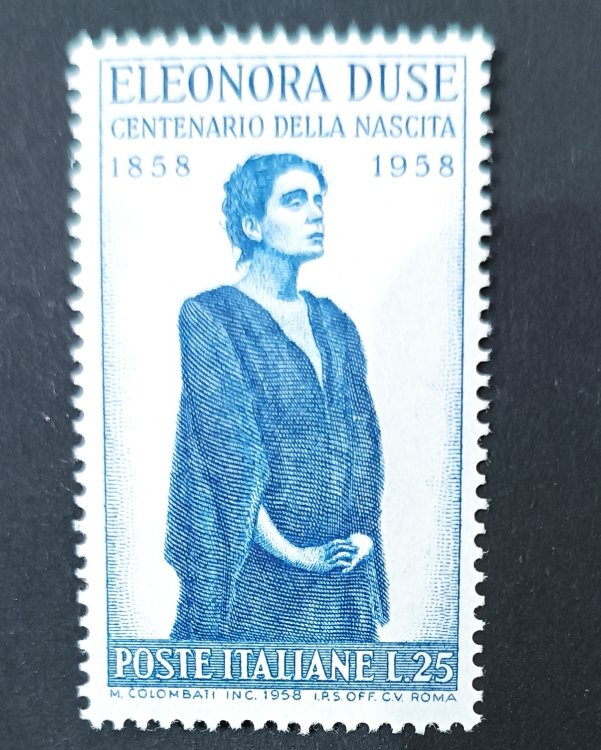 ELEONORA DUSE
CENTENARIO DELLA NASCITA
1858 1958
POSTE ITALIANE L.25
M. COLOMBATI INC. 1958 I.P.S. OFF. C.V. ROMA